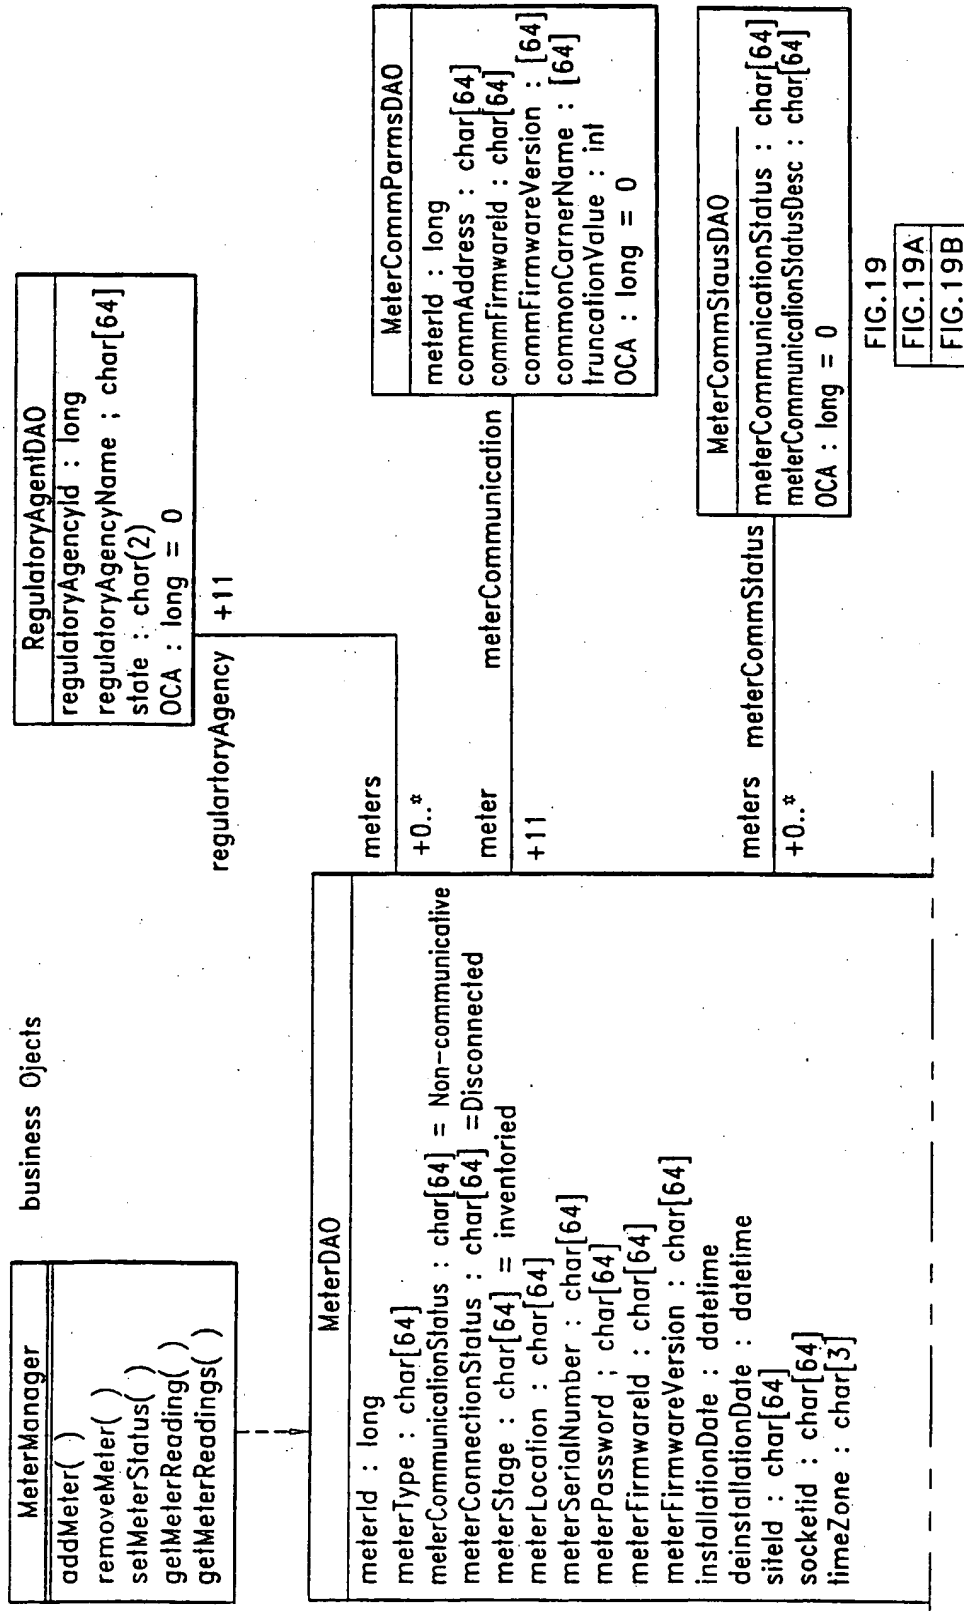 business Ojects
MeterManager
addMeter( )
removeMeter( )
setMeterStatus( )
getMeterReading( )
getMeterReadings( )
MeterDAO
meterId : long
meterType : char[64]
meterCommunicationStatus : char[64] = Non-communicative
meterConnectionStatus : char[64] =Disconnected
meterStage : char[64] = inventoried
meterLocation : char[64]
meterSerialNumber : char[64]
meterPassword ; char[64]
meterFirmwareId : char[64]
meterFirmwareVersion : char[64]
installationDate : datetime
deinstallationDate : datetime
siteId : char[64]
socketid : char[64]
timeZone : char[3]
RegulatoryAgentDAO
regulatoryAgencyId : long
regulatoryAgencyName ; char[64]
state : char(2)
OCA : long = 0
regulartoryAgency +11
meters
+0..*
MeterCommParmsDAO
meterId : long
commAddress : char[64]
commFirmwareId : char[64]
commFirmwareVersion : [64]
commonCarnerName : [64]
truncationValue : int
OCA : long = 0
meter meterCommunication
+11
MeterCommStausDAO
meterCommunicationStatus : char[64]
meterCommunicationStatusDesc : char[64]
OCA : long = 0
meters meterCommStatus
+0..*
FIG.19
FIG.19A
FIG.19B